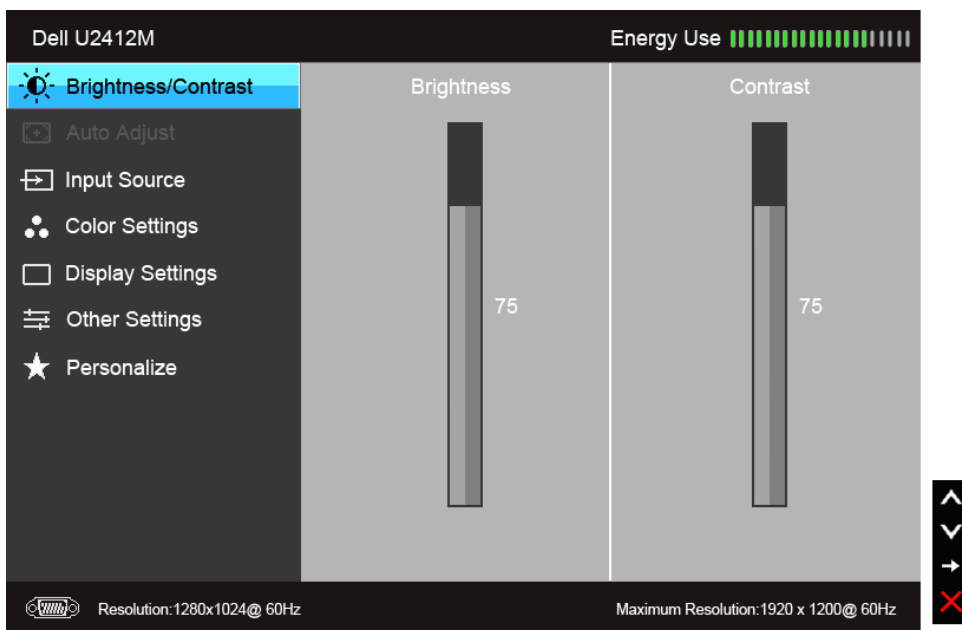 Dell U2412M
Energy Use
Brightness/Contrast
Auto Adjust
Input Source
Color Settings
Display Settings
Other Settings
Personalize
Brightness
75
Contrast
75
Resolution:1280x1024@ 60Hz
Maximum Resolution:1920 x 1200@ 60Hz